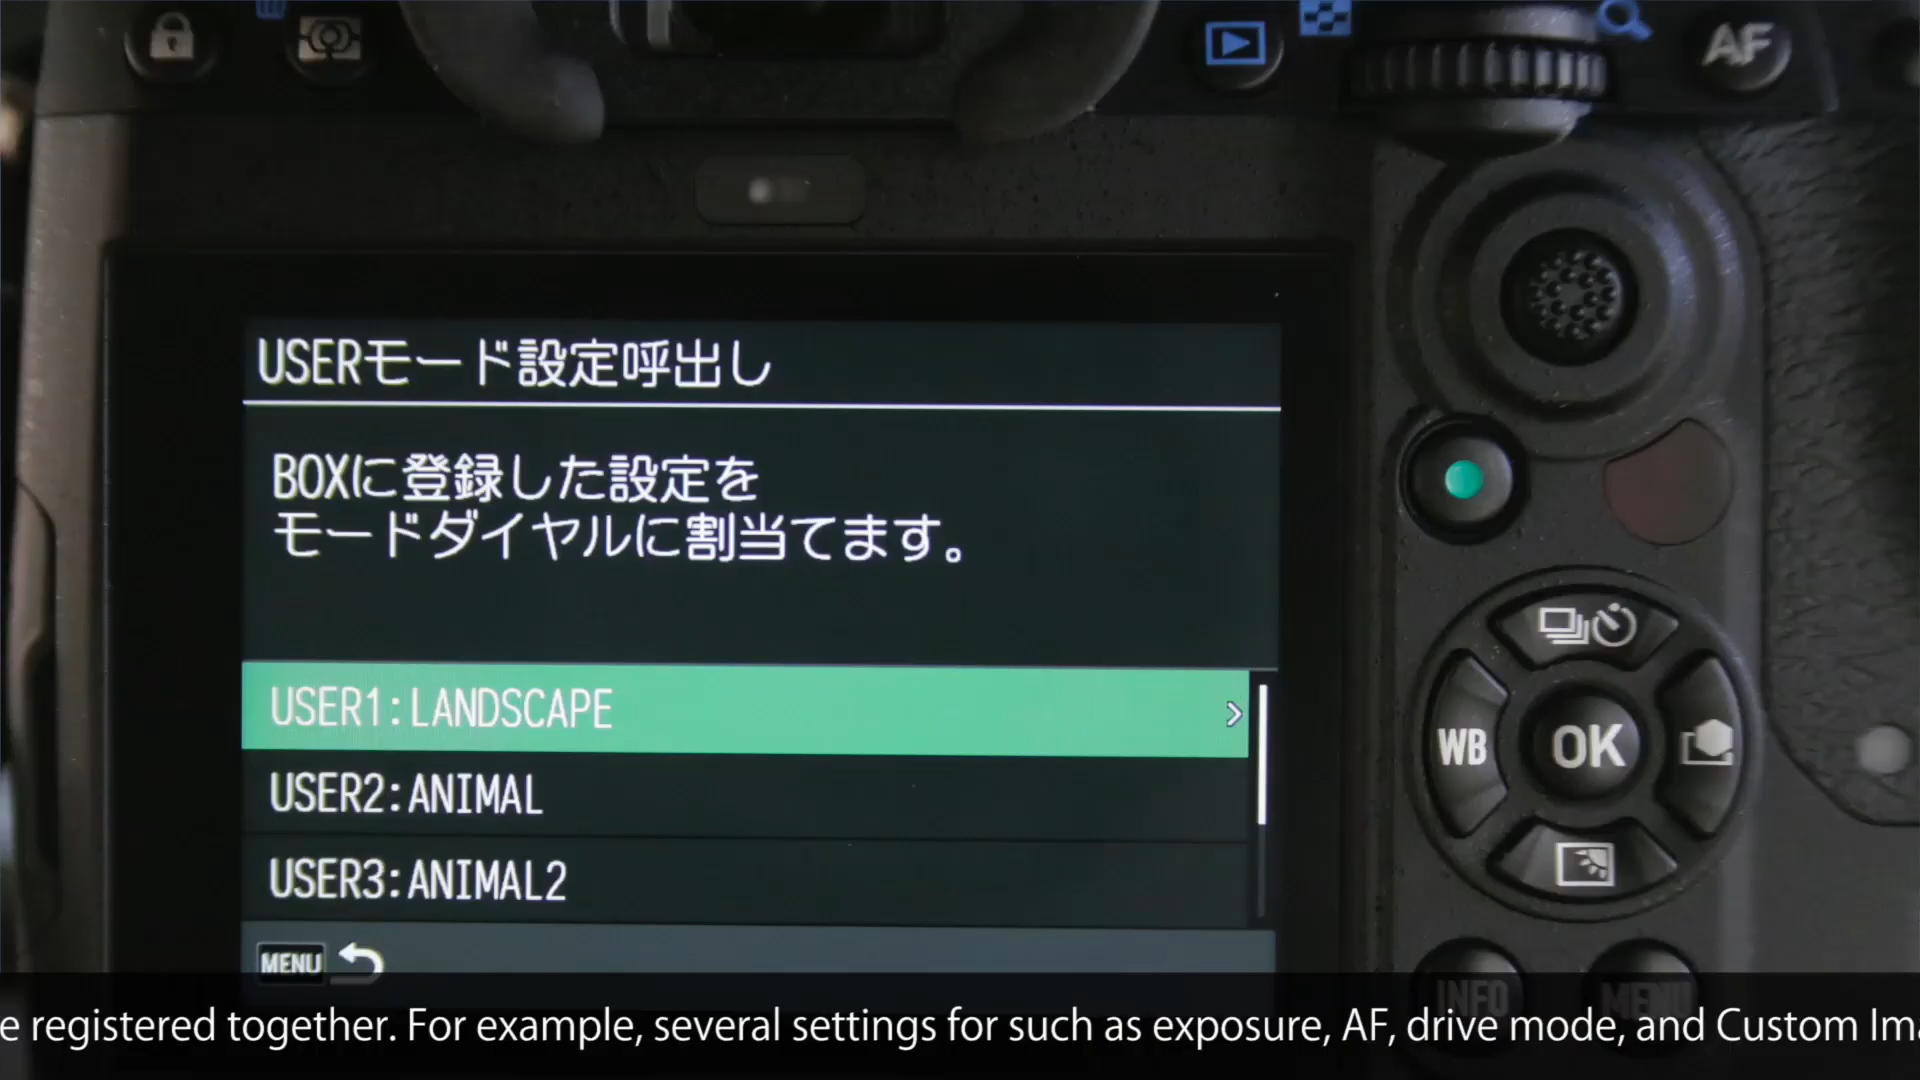 AF
USERモード設定呼出し
BOXに登録した設定を
モードダイヤルに割当てます。
USER1:LANDSCAPE
USER2:ANIMAL
USER3:ANIMAL2
MENU
WB
OK
INFO
MENU
e registered together. For example, several settings for such as exposure, AF, drive mode, and Custom Ima